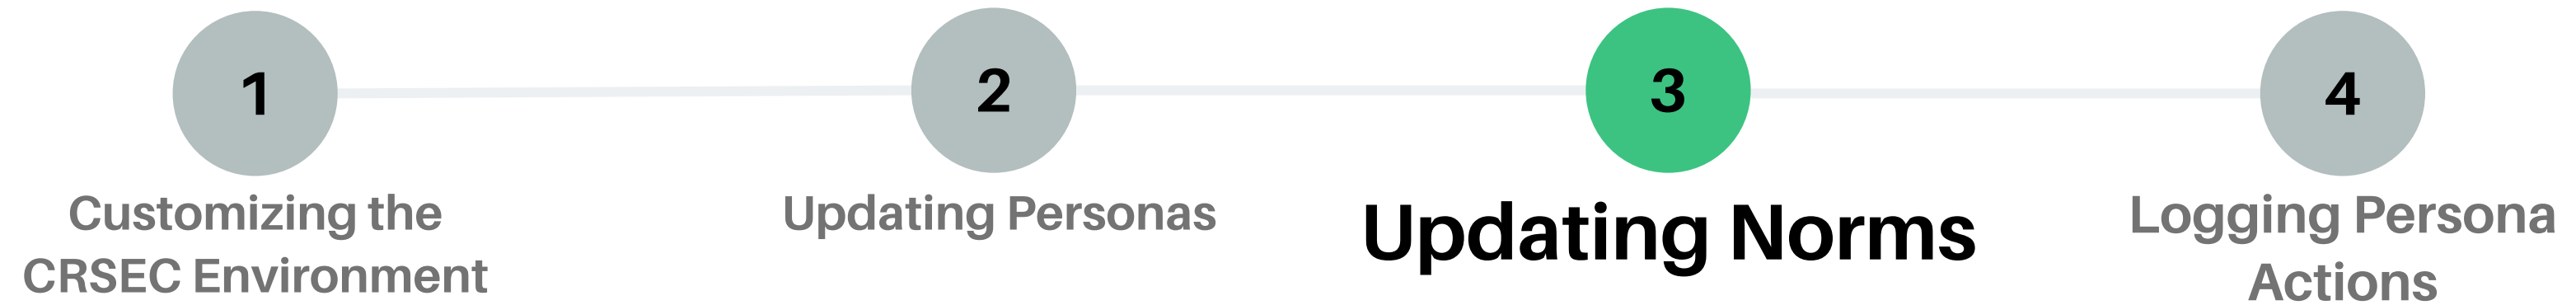 1
Customizing the
CRSEC Environment
2
Updating Personas
3
Updating Norms
4
Logging Persona
Actions